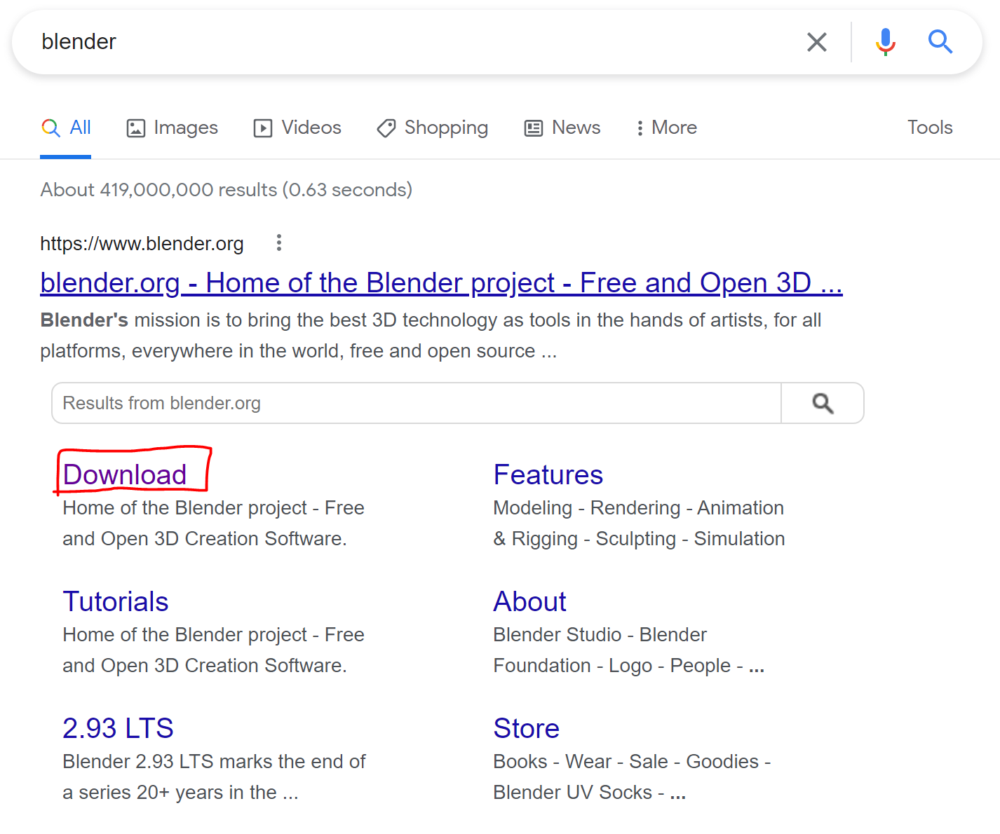 blender
All Images Videos Shopping News More Tools
About 419,000,000 results (0.63 seconds)
https://www.blender.org
blender.org - Home of the Blender project - Free and Open 3D ...
Blender's mission is to bring the best 3D technology as tools in the hands of artists, for all
platforms, everywhere in the world, free and open source ...
Results from blender.org
Download
Home of the Blender project - Free
and Open 3D Creation Software.
Features
Modeling - Rendering - Animation
& Rigging - Sculpting - Simulation
Tutorials
Home of the Blender project - Free
and Open 3D Creation Software.
About
Blender Studio - Blender
Foundation - Logo - People - ...
2.93 LTS
Blender 2.93 LTS marks the end of
a series 20+ years in the ...
Store
Books - Wear - Sale - Goodies -
Blender UV Socks - ...